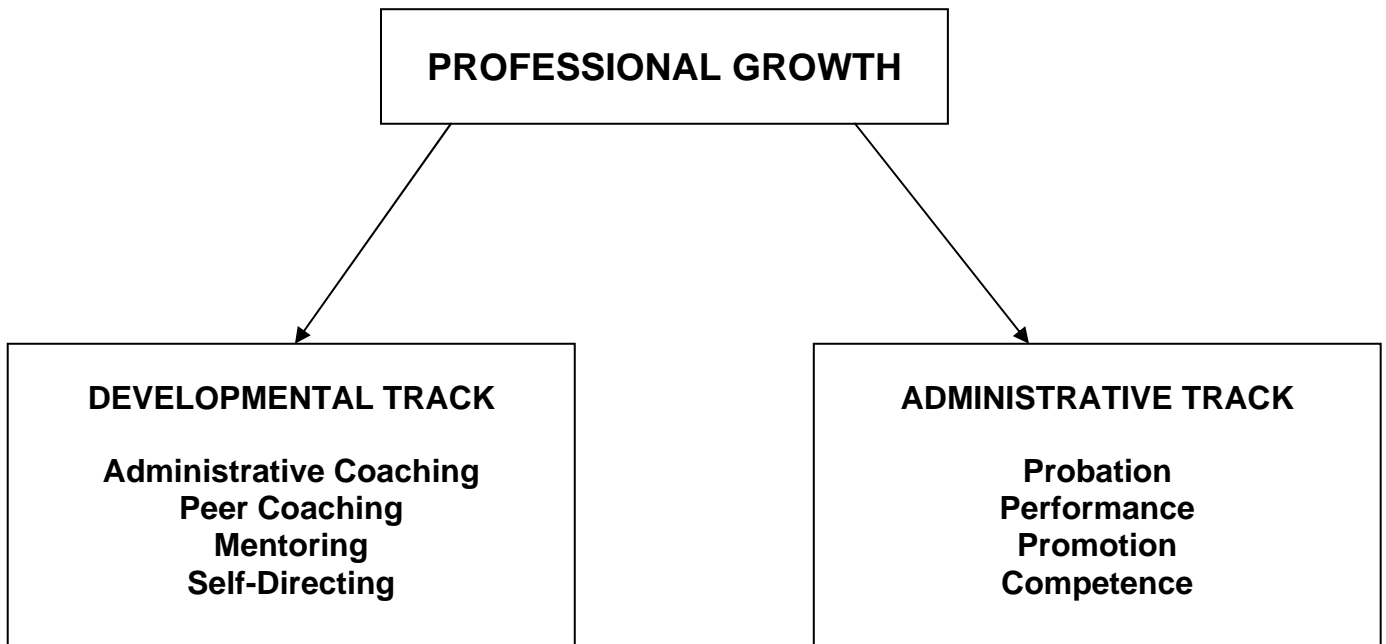 PROFESSIONAL GROWTH
DEVELOPMENTAL TRACK
Administrative Coaching
Peer Coaching
Mentoring
Self-Directing
ADMINISTRATIVE TRACK
Probation
Performance
Promotion
Competence